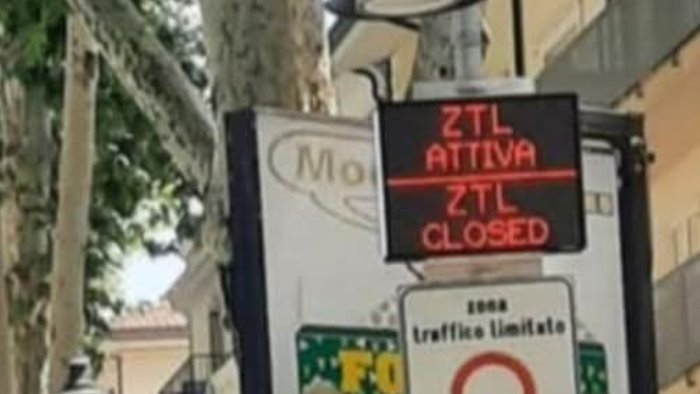 ZTL
ATTIVA
ZTL
CLOSED
zona
traffico limitato